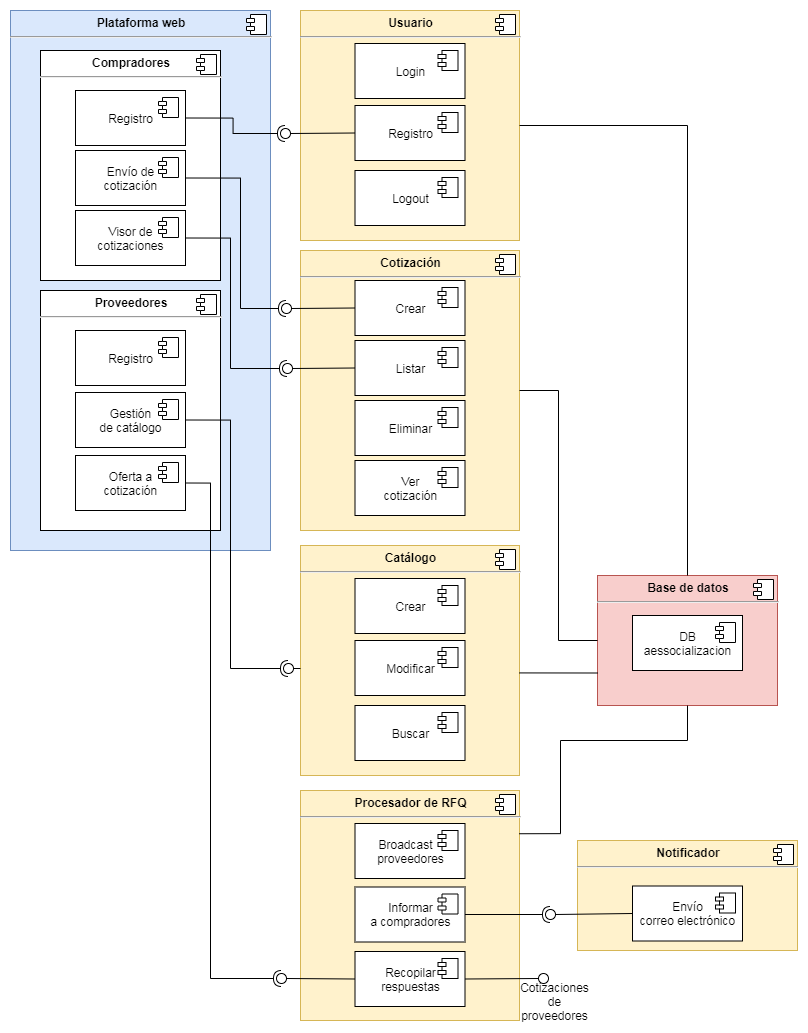 Plataforma web
Compradores
Registro
Envío de
cotización
Visor de
cotizaciones
Proveedores
Registro
Gestión
de catálogo
Oferta a
cotización
Usuario
Login
Registro
Logout
Cotización
Crear
Listar
Eliminar
Ver
cotización
Catálogo
Crear
Modificar
Buscar
Procesador de RFQ
Broadcast
proveedores
Informar
a compradores
Recopilar
respuestas
Cotizaciones
de
proveedores
Base de datos
DB
aessocializacion
Notificador
Envío
correo electrónico